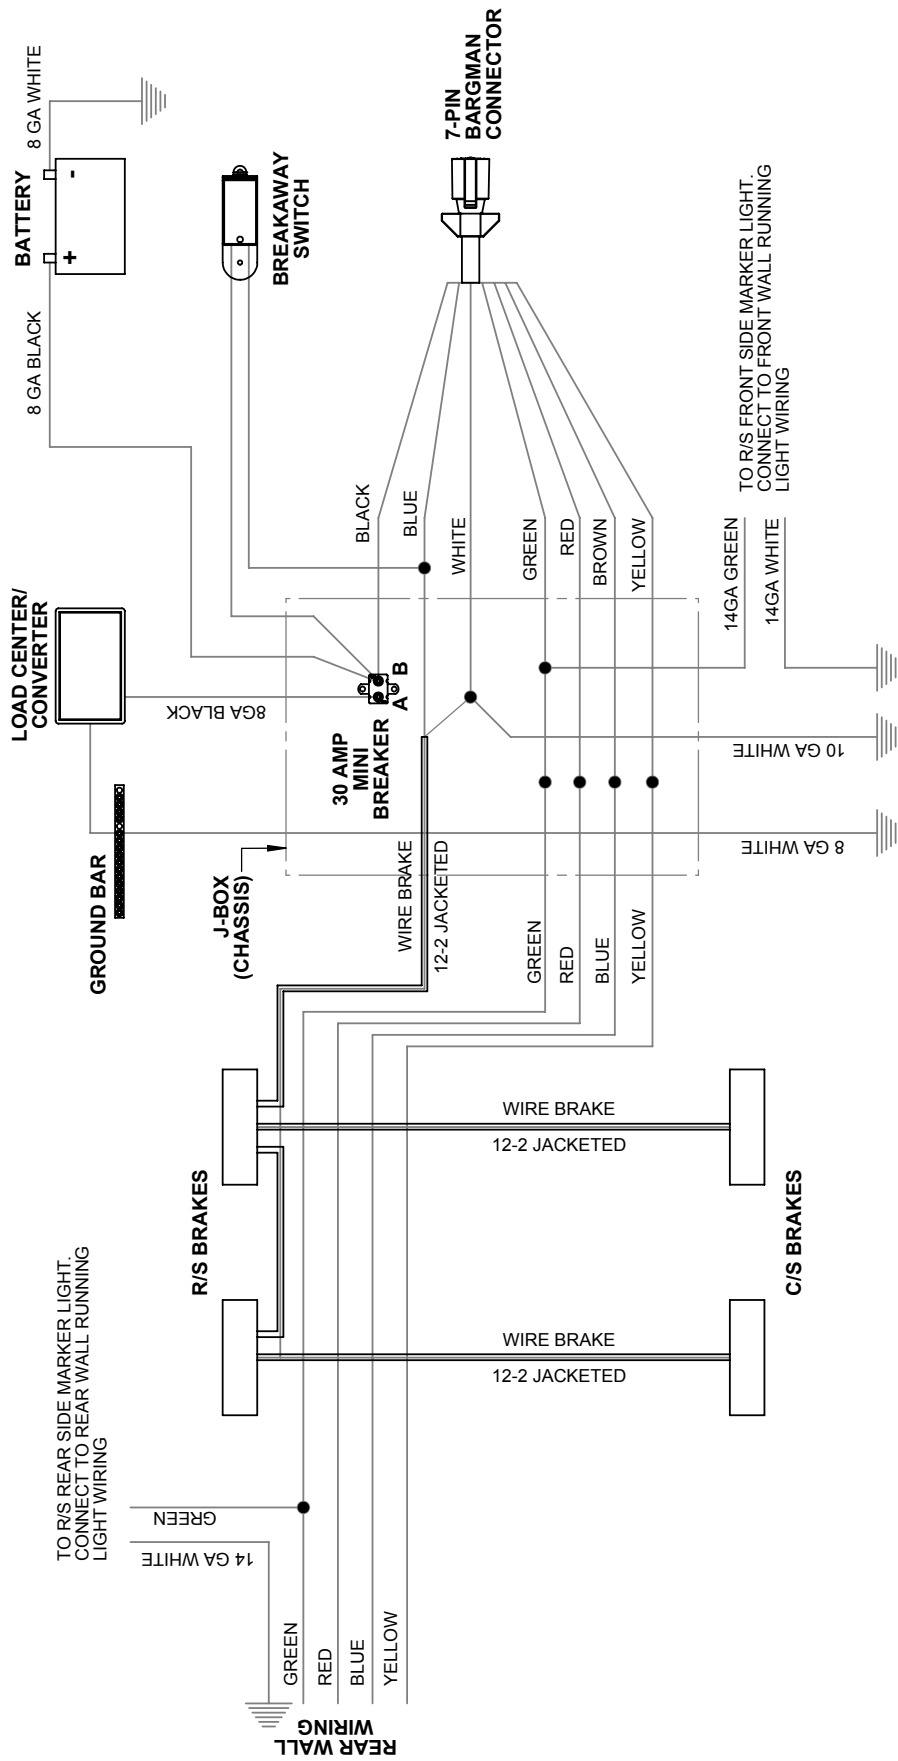 TO R/S REAR SIDE MARKER LIGHT.
CONNECT TO REAR WALL RUNNING
LIGHT WIRING
14 GA WHITE
GREEN
REAR WALL
WIRING
GREEN
RED
BLUE
YELLOW
R/S BRAKES
WIRE BRAKE
12-2 JACKETED
WIRE BRAKE
12-2 JACKETED
C/S BRAKES
GROUND BAR
LOAD CENTER/
CONVERTER
J-BOX
(CHASSIS)
8GA BLACK
30 AMP
MINI
BREAKER
A
B
WIRE BRAKE
12-2 JACKETED
GREEN
RED
BLUE
YELLOW
8 GA WHITE
10 GA WHITE
BATTERY
+
-
8 GA BLACK
8 GA WHITE
BREAKAWAY
SWITCH
7-PIN
BARGMAN
CONNECTOR
BLACK
BLUE
WHITE
GREEN
RED
BROWN
YELLOW
14GA GREEN
14GA WHITE
TO R/S FRONT SIDE MARKER LIGHT.
CONNECT TO FRONT WALL RUNNING
LIGHT WIRING